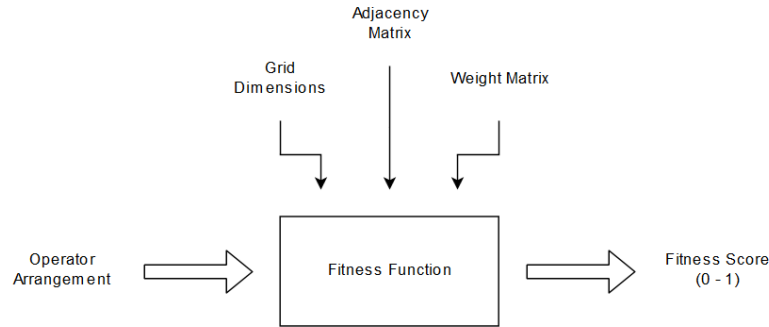 Adjacency
Matrix
Grid
Dimensions
Weight Matrix
Operator
Arrangement
Fitness Function
Fitness Score
(0 - 1)